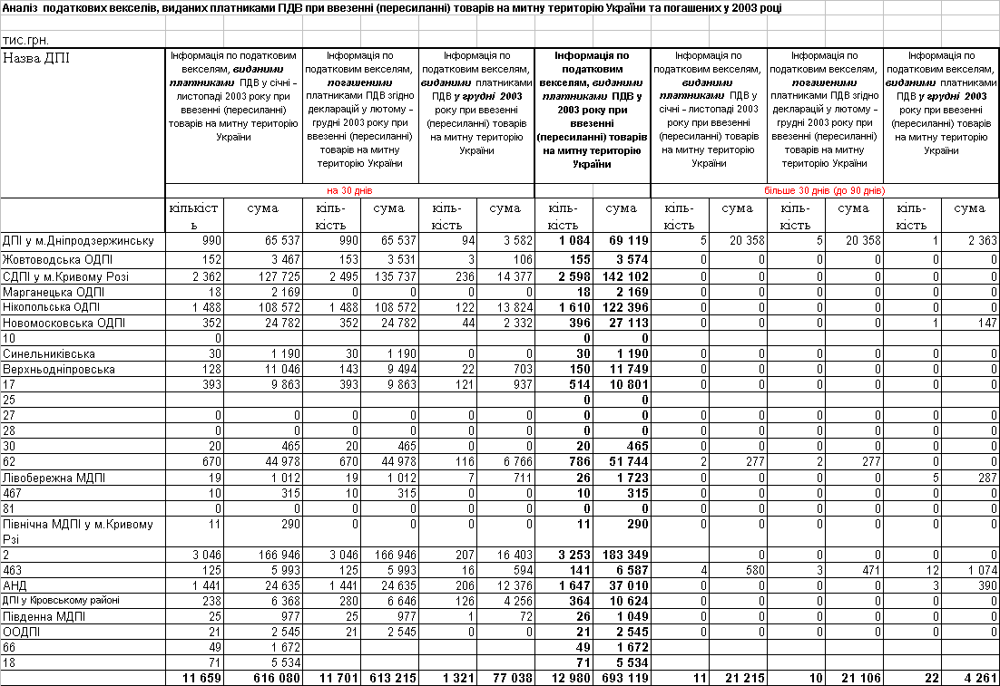 Аналіз податкових векселів, виданих платниками ПДВ при ввезенні (пересиланні) товарів на митну територію України та погашених у 2003 році
тис.грн.
Назва ДПІ
Інформація по податковим векселям, виданими платниками ПДВ у січні – листопаді 2003 року при ввезенні (пересиланні) товарів на митну територію України
Інформація по податковим векселям, погашеними платниками ПДВ згідно декларацій у лютому – грудні 2003 року при ввезенні (пересиланні) товарів на митну територію України
Інформація по податковим векселям, виданими платниками ПДВ у грудні 2003 року при ввезенні (пересиланні) товарів на митну територію України
Інформація по податковим векселям, виданими платниками ПДВ у 2003 року при ввезенні (пересиланні) товарів на митну територію України
Інформація по податковим векселям, виданими платниками ПДВ у січні – листопаді 2003 року при ввезенні (пересиланні) товарів на митну територію України
Інформація по податковим векселям, погашеними платниками ПДВ згідно декларацій у лютому – грудні 2003 року при ввезенні (пересиланні) товарів на митну територію України
Інформація по податковим векселям, виданими платниками ПДВ у грудні 2003 року при ввезенні (пересиланні) товарів на митну територію України
на 30 днів більше 30 днів (до 90 днів)
кількість сума кіль-кість сума кіль-кість сума кіль-кість сума кіль-кість сума кіль-кість сума кіль-кість сума
ДПІ у м.Дніпродзержинську 990 65 537 990 65 537 94 3 582 1 084 69 119 5 20 358 5 20 358 1 2 363
Жовтоводська ОДПІ 152 3 467 153 3 531 3 106 155 3 574 0 0 0 0 0 0
СДПІ у м.Кривому Розі 2 362 127 725 2 495 135 737 236 14 377 2 598 142 102 0 0 0 0 0 0
Марганецька ОДПІ 18 2 169 0 0 0 0 18 2 169 0 0 0 0 0 0
Нікопольська ОДПІ 1 488 108 572 1 488 108 572 122 13 824 1 610 122 396 0 0 0 0 0 0
Новомосковська ОДПІ 352 24 782 352 24 782 44 2 332 396 27 113 0 0 0 0 1 147
10 0 0 0
Синельниківська 30 1 190 30 1 190 0 0 30 1 190 0 0 0 0 0 0
Верхньодніпровська 128 11 046 143 9 494 22 703 150 11 749 0 0 0 0 0 0
17 393 9 863 393 9 863 121 937 514 10 801 0 0 0 0 0 0
25 0 0
27 0 0 0 0 0 0 0 0 0 0 0 0 0 0
28 0 0 0 0 0 0 0 0 0 0 0 0 0 0
30 20 465 20 465 0 0 20 465 0 0 0 0 0 0
62 670 44 978 670 44 978 116 6 766 786 51 744 2 277 2 277 0 0
Лівобережна МДПІ 19 1 012 19 1 012 7 711 26 1 723 0 0 0 0 5 287
467 10 315 10 315 0 0 10 315 0 0 0 0 0 0
81 0 0 0 0 0 0 0 0 0 0 0 0 0 0
Північна МДПІ у м.Кривому Рзі 11 290 0 0 0 0 11 290 0 0 0 0 0 0
2 3 046 166 946 3 046 166 946 207 16 403 3 253 183 349 0 0 0 0 0
463 125 5 993 125 5 993 16 594 141 6 587 4 580 3 471 12 1 074
АНД 1 441 24 635 1 441 24 635 206 12 376 1 647 37 010 0 0 0 0 3 390
ДПІ у Кіровському районі 238 6 368 280 6 646 126 4 256 364 10 624 0 0 0 0 0 0
Південна МДПІ 25 977 25 977 1 72 26 1 049 0 0 0 0 0 0
ООДПІ 21 2 545 21 2 545 0 0 21 2 545 0 0 0 0 0 0
66 49 1 672 49 1 672
18 71 5 534 71 5 534
11 659 616 080 11 701 613 215 1 321 77 038 12 980 693 119 11 21 215 10 21 106 22 4 261